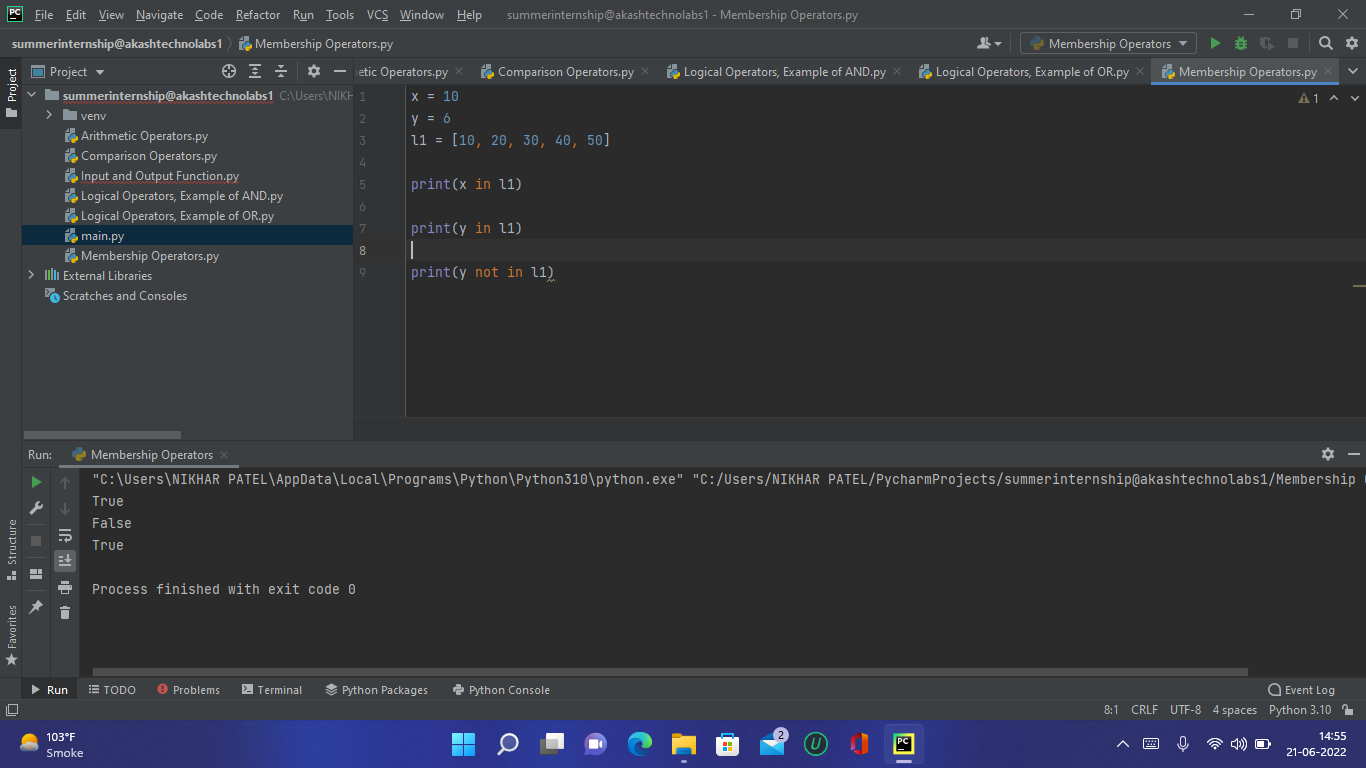 PC File Edit View Navigate Code Refactor Run Tools VCS Window Help summerinternship@akashtechnolabs1 - Membership Operators.py
summerinternship@akashtechnolabs1 Membership Operators.py
Membership Operators
Project
Project
etic Operators.py Comparison Operators.py Logical Operators, Example of AND.py Logical Operators, Example of OR.py Membership Operators.py
summerinternship@akashtechnolabs1 C:\Users\NIKH
venv
Arithmetic Operators.py
Comparison Operators.py
Input and Output Function.py
Logical Operators, Example of AND.py
Logical Operators, Example of OR.py
main.py
Membership Operators.py
External Libraries
Scratches and Consoles
1 x = 10
2 y = 6
3 l1 = [10, 20, 30, 40, 50]
4
5 print(x in l1)
6
7 print(y in l1)
8
9 print(y not in l1)
1
Run: Membership Operators
"C:\Users\NIKHAR PATEL\AppData\Local\Programs\Python\Python310\python.exe" "C:/Users/NIKHAR PATEL/PycharmProjects/summerinternship@akashtechnolabs1/Membership
True
False
True
Process finished with exit code 0
Structure
Favorites
Run TODO Problems Terminal Python Packages Python Console Event Log
8:1 CRLF UTF-8 4 spaces Python 3.10
103°F
Smoke
2
U
PC
14:55
21-06-2022